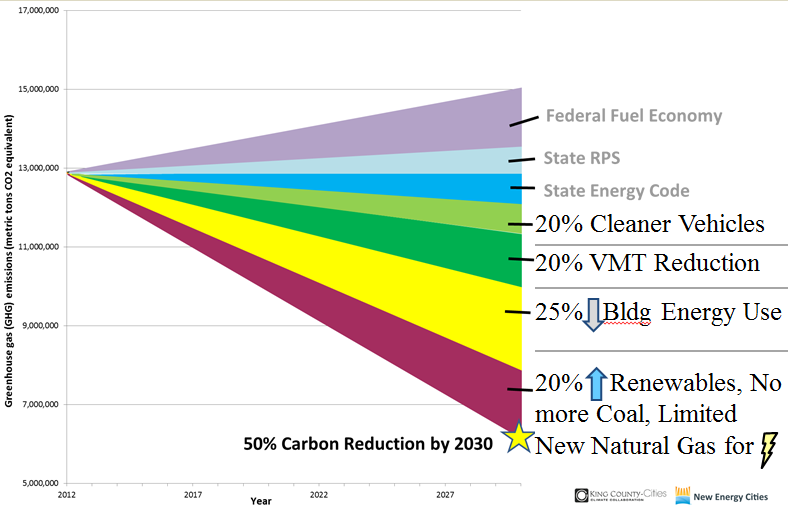 17,000,000
15,000,000
13,000,000
11,000,000
9,000,000
7,000,000
5,000,000
Greenhouse gas (GHG) emissions (metric tons CO2 equivalent)
2012
2017
2022
2027
Year
Federal Fuel Economy
State RPS
State Energy Code
20% Cleaner Vehicles
20% VMT Reduction
25% Bldg Energy Use
20% Renewables, No
more Coal, Limited
New Natural Gas for
50% Carbon Reduction by 2030
King County-Cities
Climate Collaboration
New Energy Cities